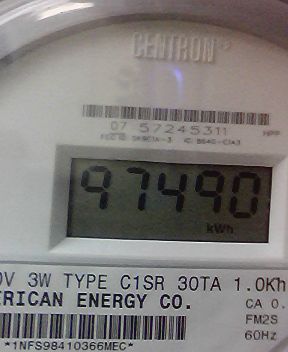 CENTRON
07 57245311
97490
kWh
0V 3W TYPE C1SR 30TA 1.0Kh
ERICAN ENERGY CO.
CA 0.
FM2S
60Hz
*1NFS98410366MEC*